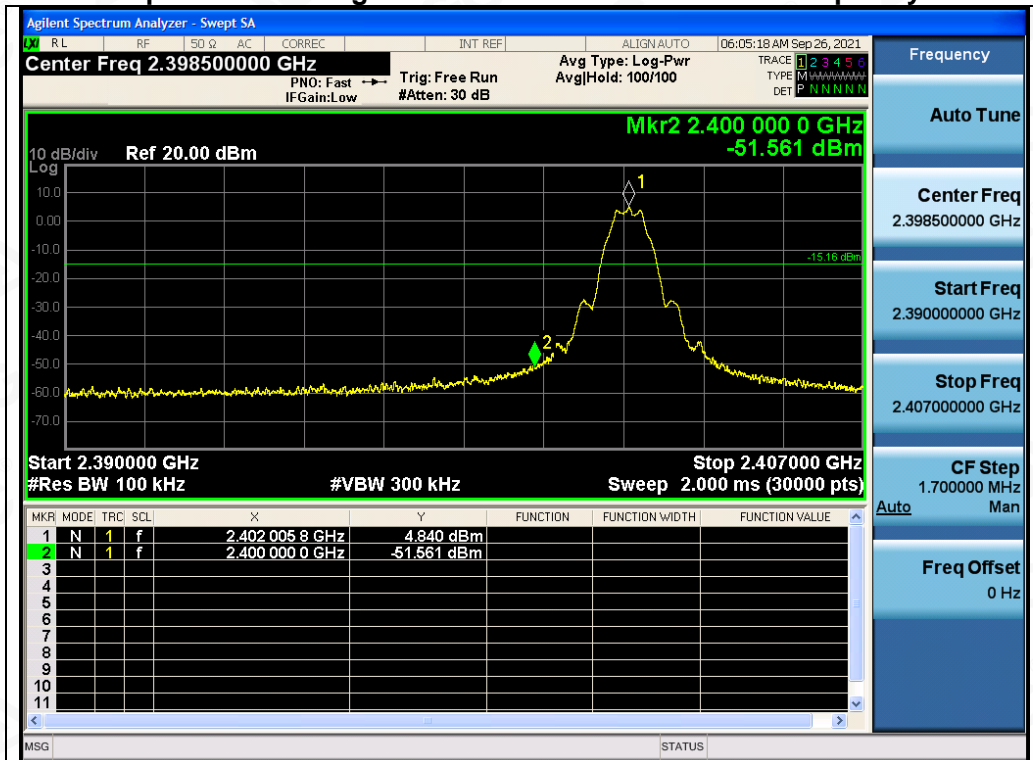 Agilent Spectrum Analyzer - Swept SA
LXI RL RF 50 Ω AC CORREC INT REF ALIGN AUTO 06:05:18 AM Sep 26, 2021
Center Freq 2.398500000 GHz
PNO: Fast
IFGain:Low
Trig: Free Run
#Atten: 30 dB
Avg Type: Log-Pwr
Avg|Hold: 100/100
TRACE 1 2 3 4 5 6
TYPE M WWWWW
DET P N N N N N
Mkr2 2.400 000 0 GHz
-51.561 dBm
10 dB/div Ref 20.00 dBm
Log
10.0
0.00
-10.0
-20.0
-30.0
-40.0
-50.0
-60.0
-70.0
1
2
-15.16 dBm
Start 2.390000 GHz Stop 2.407000 GHz
#Res BW 100 kHz #VBW 300 kHz Sweep 2.000 ms (30000 pts)
MKR MODE TRC SCL X Y FUNCTION FUNCTION WIDTH FUNCTION VALUE
1 N 1 f 2.402 005 8 GHz 4.840 dBm
2 N 1 f 2.400 000 0 GHz -51.561 dBm
3
4
5
6
7
8
9
10
11
MSG STATUS
Frequency
Auto Tune
Center Freq
2.398500000 GHz
Start Freq
2.390000000 GHz
Stop Freq
2.407000000 GHz
CF Step
1.700000 MHz
Auto Man
Freq Offset
0 Hz